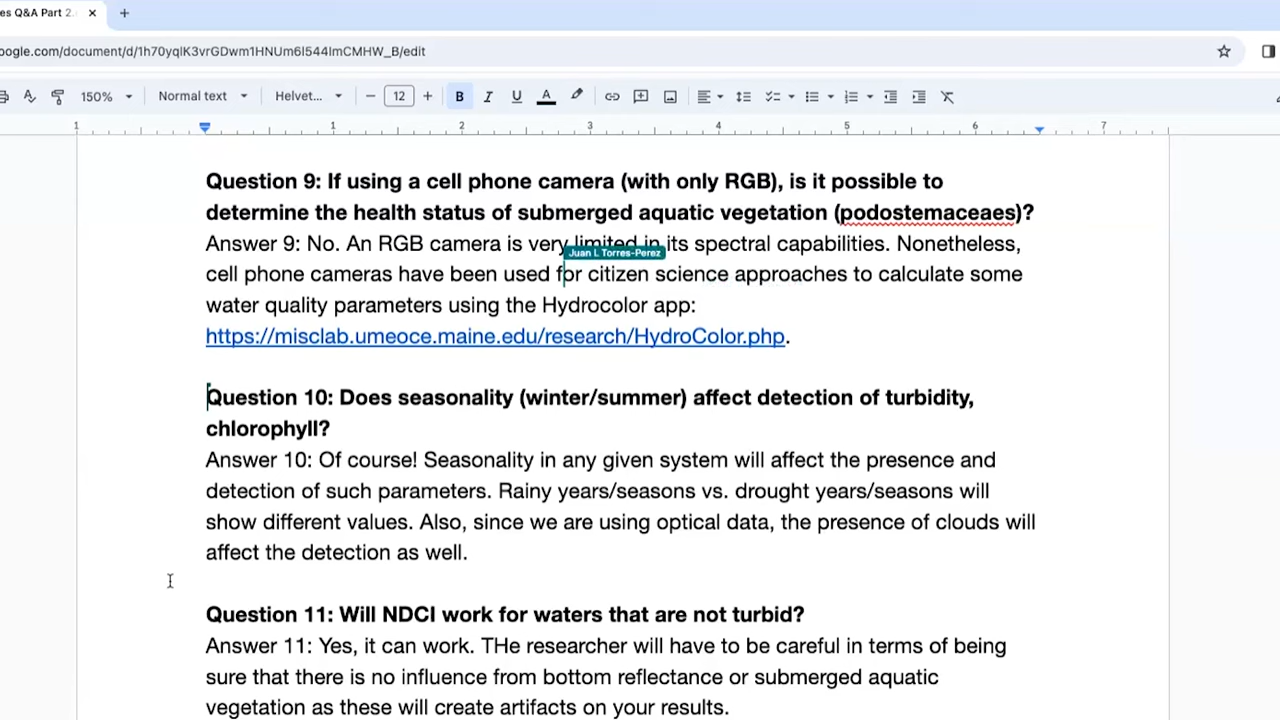 es Q&A Part 2.
oogle.com/document/d/1h70yqlK3vrGDwm1HNUm6l544lmCMHW_B/edit
150% Normal text Helvet... 12 B I U A
1 1 2 3 4 5 6 7
Question 9: If using a cell phone camera (with only RGB), is it possible to
determine the health status of submerged aquatic vegetation (podostemaceaes)?
Answer 9: No. An RGB camera is very limited in its spectral capabilities. Nonetheless,
Juan L Torres-Perez
cell phone cameras have been used for citizen science approaches to calculate some
water quality parameters using the Hydrocolor app:
https://misclab.umeoce.maine.edu/research/HydroColor.php.
Question 10: Does seasonality (winter/summer) affect detection of turbidity,
chlorophyll?
Answer 10: Of course! Seasonality in any given system will affect the presence and
detection of such parameters. Rainy years/seasons vs. drought years/seasons will
show different values. Also, since we are using optical data, the presence of clouds will
affect the detection as well.
Question 11: Will NDCI work for waters that are not turbid?
Answer 11: Yes, it can work. THe researcher will have to be careful in terms of being
sure that there is no influence from bottom reflectance or submerged aquatic
vegetation as these will create artifacts on your results.